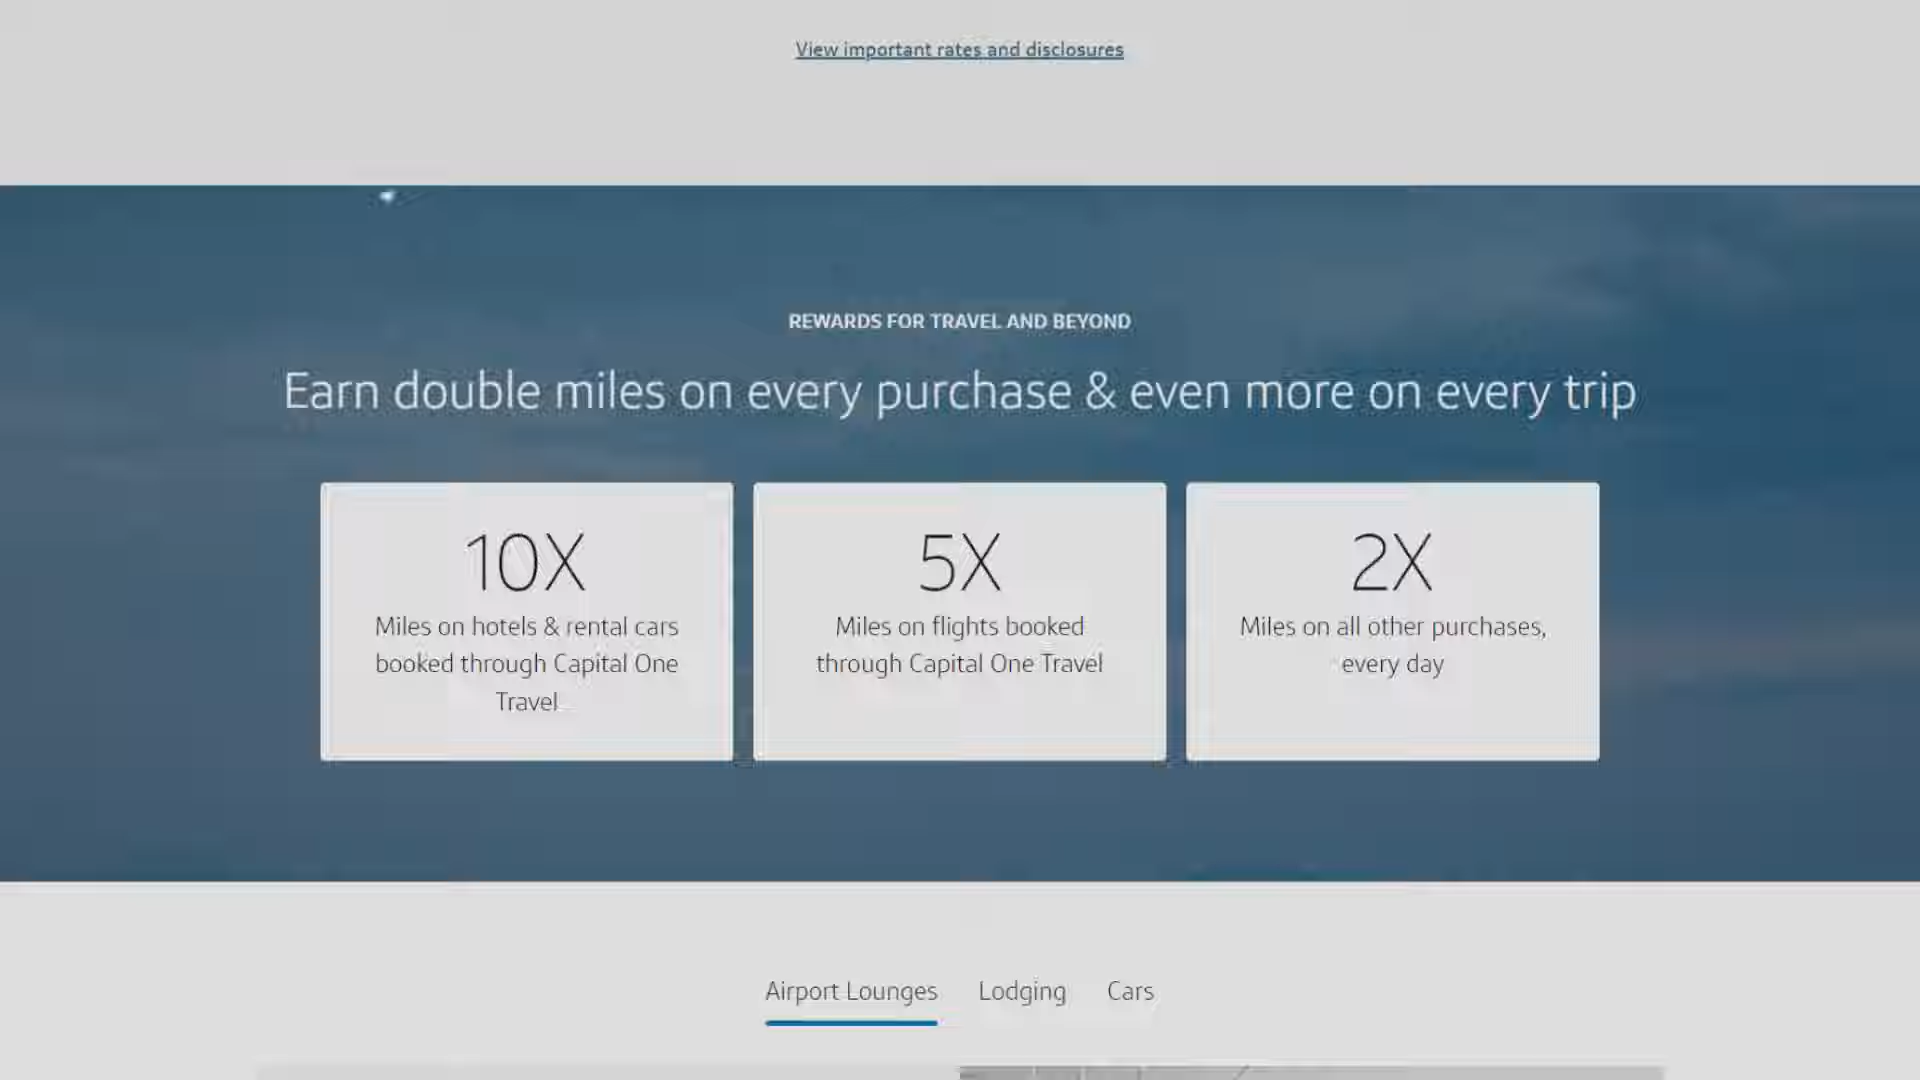 View important rates and disclosures
REWARDS FOR TRAVEL AND BEYOND
Earn double miles on every purchase & even more on every trip
10X
Miles on hotels & rental cars
booked through Capital One
Travel
5X
Miles on flights booked
through Capital One Travel
2X
Miles on all other purchases,
every day
Airport Lounges
Lodging
Cars